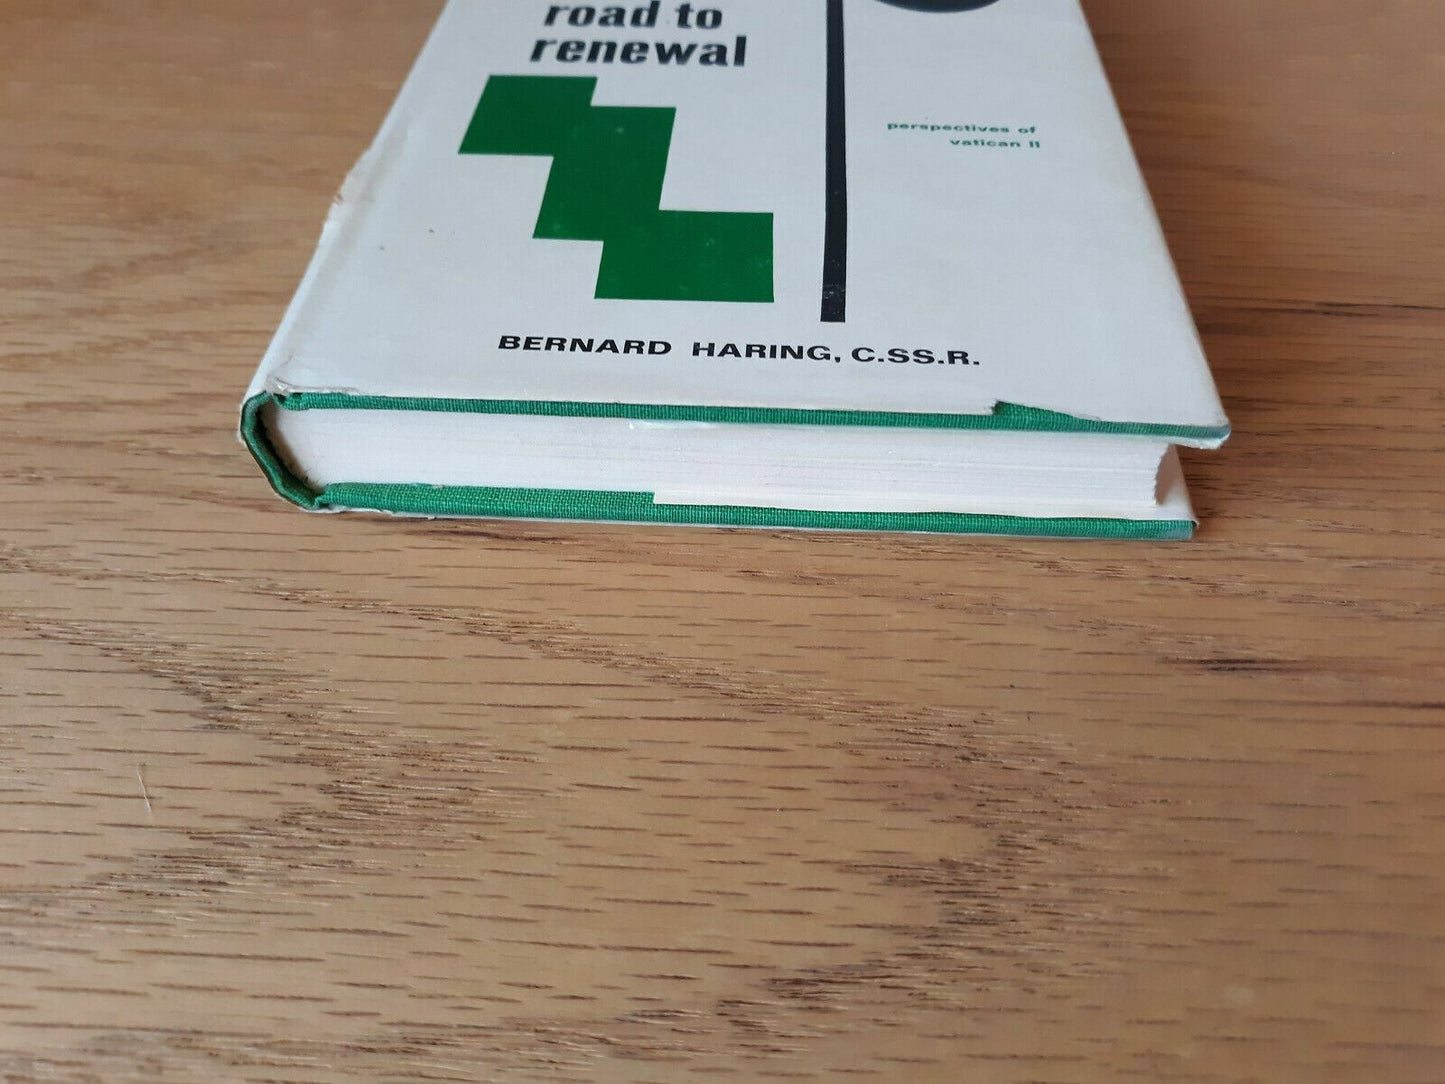 road to
renewal
perspectives of
vatican II
BERNARD HARING, C.SS.R.